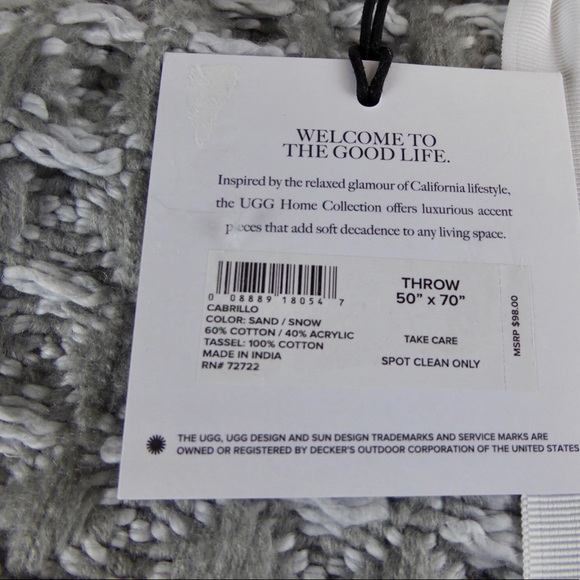 WELCOME TO
THE GOOD LIFE.
Inspired by the relaxed glamour of California lifestyle,
the UGG Home Collection offers luxurious accent
pieces that add soft decadence to any living space.
0 08889 18054 7
CABRILLO
COLOR: SAND / SNOW
60% COTTON / 40% ACRYLIC
TASSEL: 100% COTTON
MADE IN INDIA
RN# 72722
THROW
50" x 70"
TAKE CARE
SPOT CLEAN ONLY
MSRP $98.00
THE UGG, UGG DESIGN AND SUN DESIGN TRADEMARKS AND SERVICE MARKS ARE
OWNED OR REGISTERED BY DECKER'S OUTDOOR CORPORATION OF THE UNITED STATES